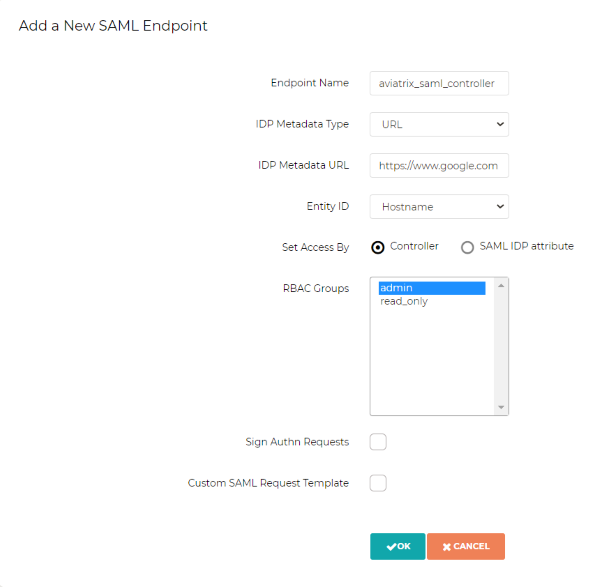 Add a New SAML Endpoint
Endpoint Name aviatrix_saml_controller
IDP Metadata Type URL
IDP Metadata URL https://www.google.com
Entity ID Hostname
Set Access By Controller SAML IDP attribute
RBAC Groups admin
read_only
Sign Authn Requests
Custom SAML Request Template
OK CANCEL